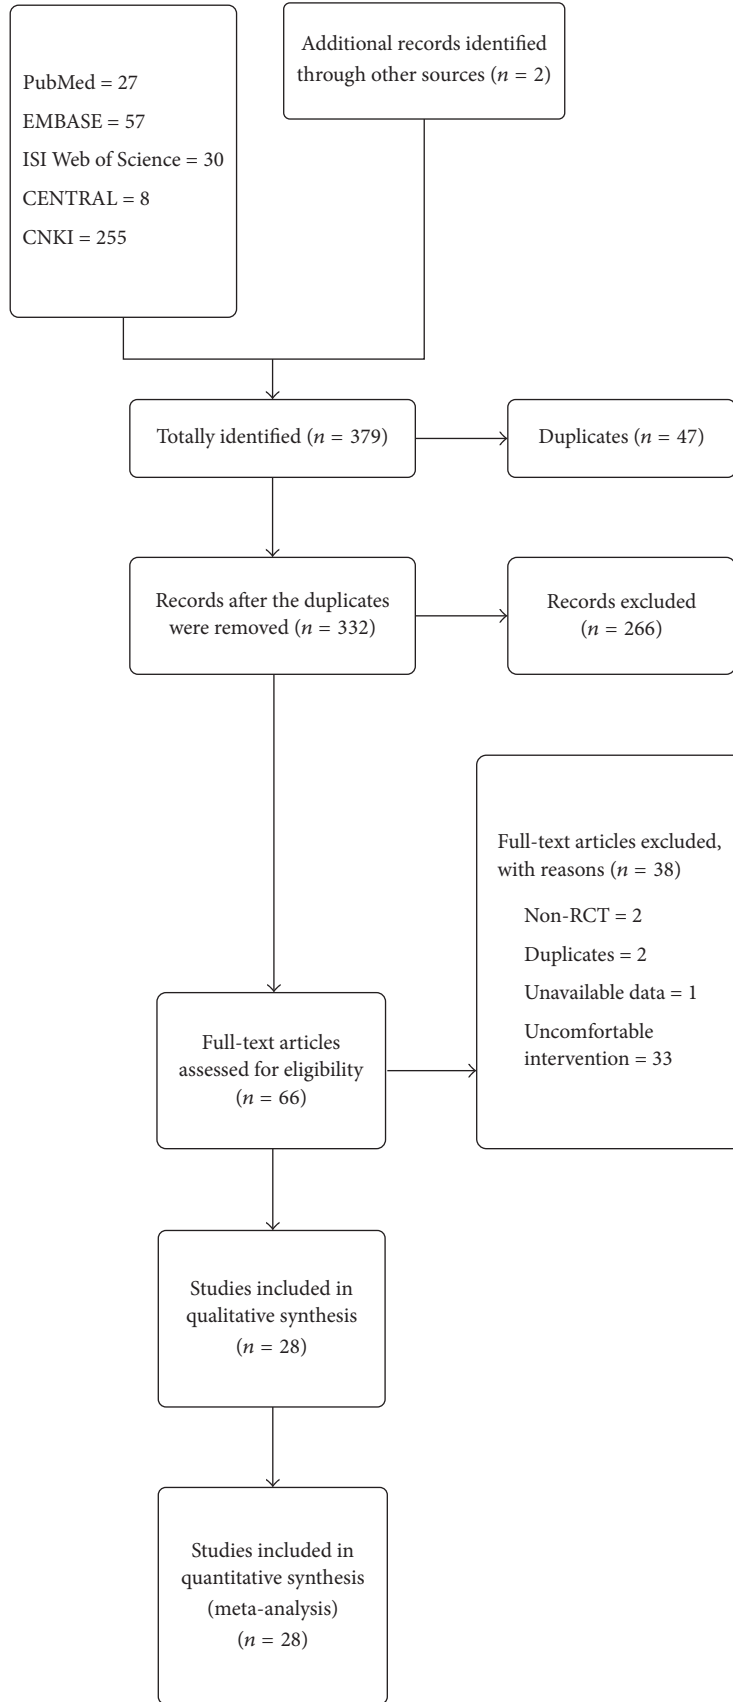 PubMed = 27
EMBASE = 57
ISI Web of Science = 30
CENTRAL = 8
CNKI = 255
Additional records identified
through other sources (n = 2)
Totally identified (n = 379)
Duplicates (n = 47)
Records after the duplicates
were removed (n = 332)
Records excluded
(n = 266)
Full-text articles excluded,
with reasons (n = 38)
Non-RCT = 2
Duplicates = 2
Unavailable data = 1
Uncomfortable
intervention = 33
Full-text articles
assessed for eligibility
(n = 66)
Studies included in
qualitative synthesis
(n = 28)
Studies included in
quantitative synthesis
(meta-analysis)
(n = 28)